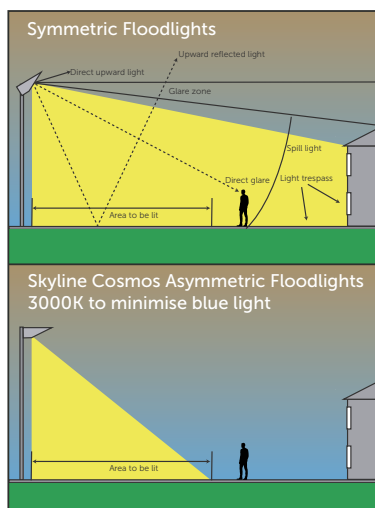 Symmetric Floodlights
Upward reflected light
Direct upward light
Glare zone
Spill light
Direct glare
Light trespass
Area to be lit
Skyline Cosmos Asymmetric Floodlights
3000K to minimise blue light
Area to be lit